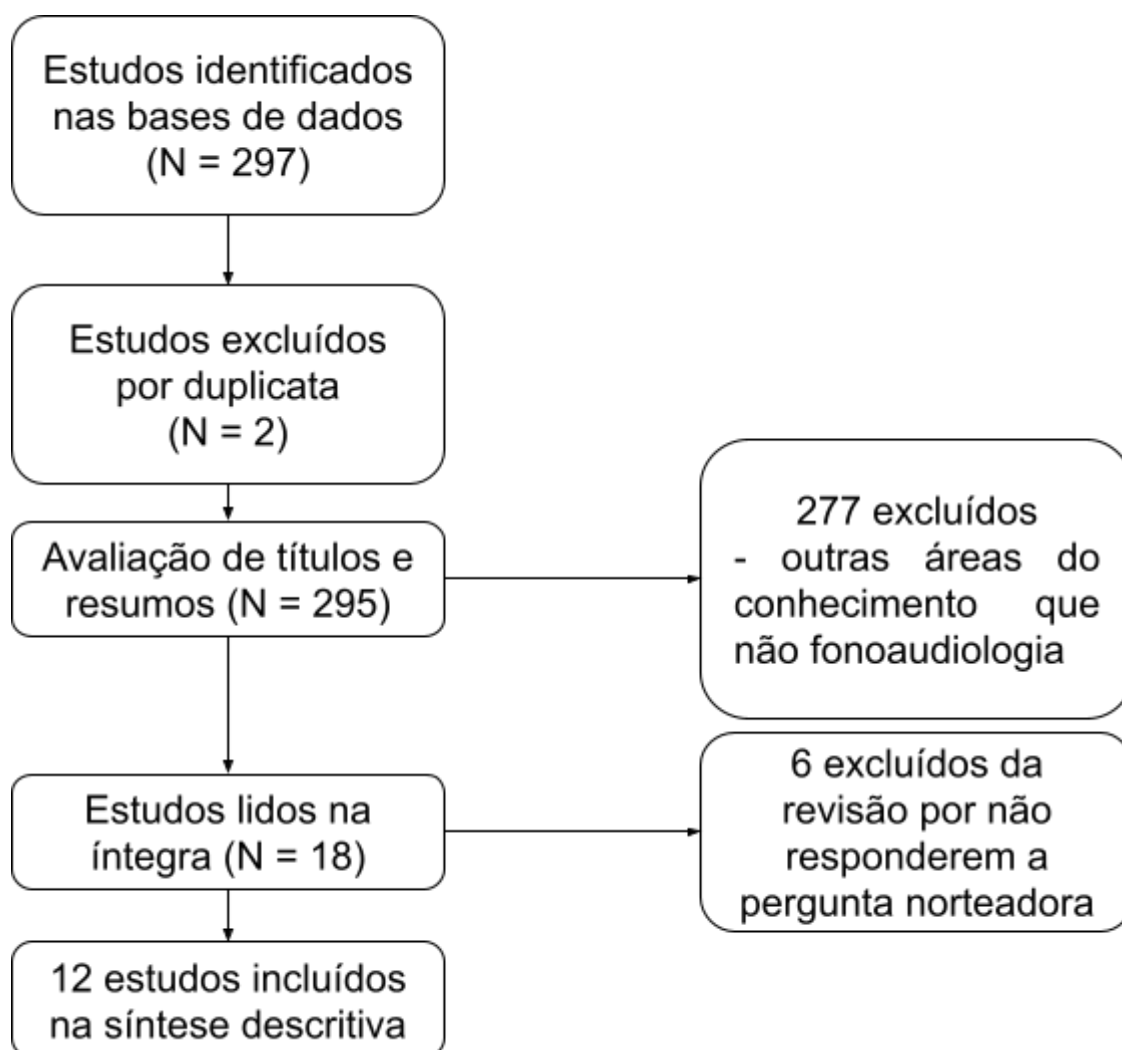 Estudos identificados
nas bases de dados
(N = 297)
Estudos excluídos
por duplicata
(N = 2)
Avaliação de títulos e
resumos (N = 295)
277 excluídos
- outras áreas do
conhecimento que
não fonoaudiologia
Estudos lidos na
íntegra (N = 18)
6 excluídos da
revisão por não
responderem a
pergunta norteadora
12 estudos incluídos
na síntese descritiva